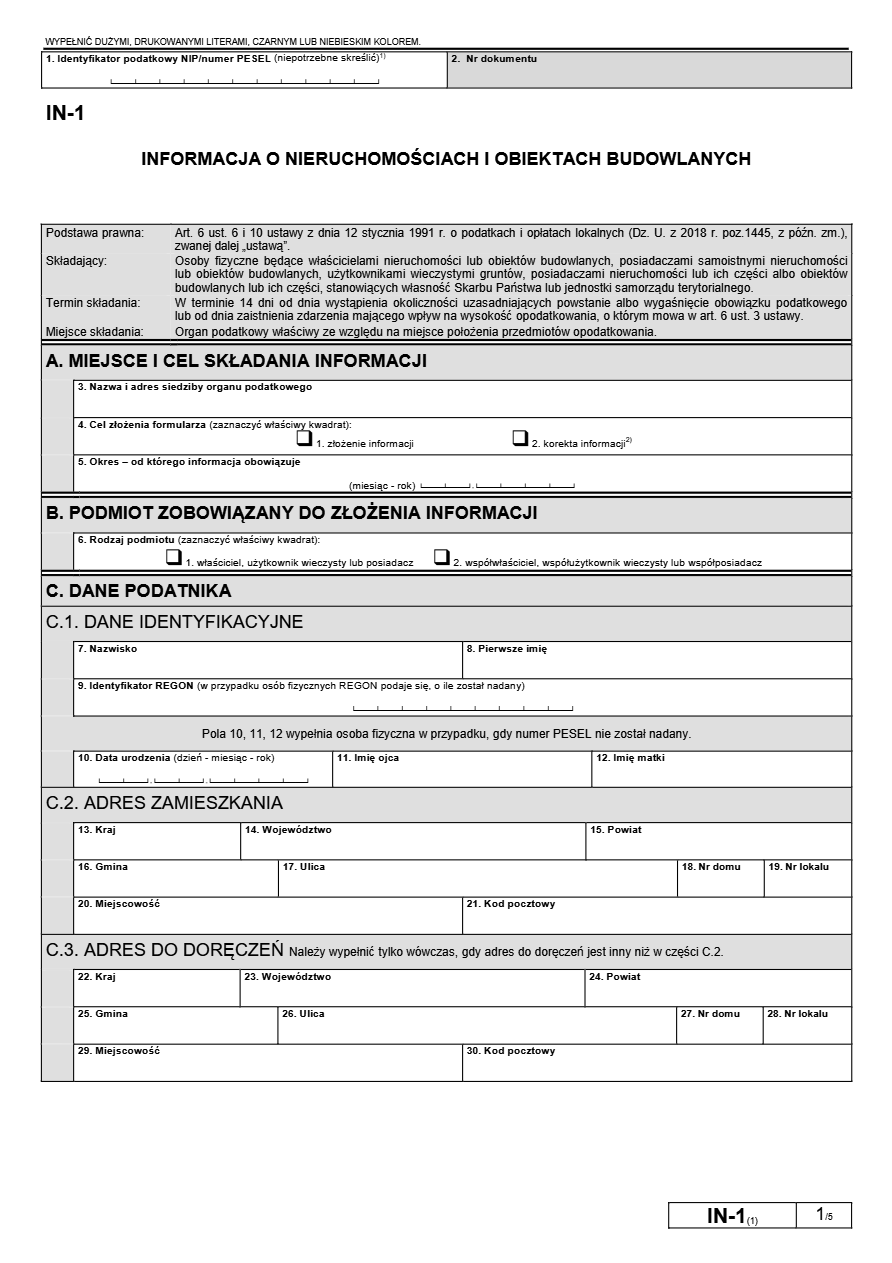 WYPEŁNIĆ DUŻYMI, DRUKOWANYMI LITERAMI, CZARNYM LUB NIEBIESKIM KOLOREM.
1. Identyfikator podatkowy NIP/numer PESEL (niepotrzebne skreślić)1)
2. Nr dokumentu
IN-1
INFORMACJA O NIERUCHOMOŚCIACH I OBIEKTACH BUDOWLANYCH
Podstawa prawna: Art. 6 ust. 6 i 10 ustawy z dnia 12 stycznia 1991 r. o podatkach i opłatach lokalnych (Dz. U. z 2018 r. poz.1445, z późn. zm.),
zwanej dalej „ustawą”.
Składający: Osoby fizyczne będące właścicielami nieruchomości lub obiektów budowlanych, posiadaczami samoistnymi nieruchomości
lub obiektów budowlanych, użytkownikami wieczystymi gruntów, posiadaczami nieruchomości lub ich części albo obiektów
budowlanych lub ich części, stanowiących własność Skarbu Państwa lub jednostki samorządu terytorialnego.
Termin składania: W terminie 14 dni od dnia wystąpienia okoliczności uzasadniających powstanie albo wygaśnięcie obowiązku podatkowego
lub od dnia zaistnienia zdarzenia mającego wpływ na wysokość opodatkowania, o którym mowa w art. 6 ust. 3 ustawy.
Miejsce składania: Organ podatkowy właściwy ze względu na miejsce położenia przedmiotów opodatkowania.
A. MIEJSCE I CEL SKŁADANIA INFORMACJI
3. Nazwa i adres siedziby organu podatkowego
4. Cel złożenia formularza (zaznaczyć właściwy kwadrat):
❑ 1. złożenie informacji ❑ 2. korekta informacji2)
5. Okres – od którego informacja obowiązuje
(miesiąc - rok)
B. PODMIOT ZOBOWIĄZANY DO ZŁOŻENIA INFORMACJI
6. Rodzaj podmiotu (zaznaczyć właściwy kwadrat):
❑ 1. właściciel, użytkownik wieczysty lub posiadacz ❑ 2. współwłaściciel, współużytkownik wieczysty lub współposiadacz
C. DANE PODATNIKA
C.1. DANE IDENTYFIKACYJNE
7. Nazwisko 8. Pierwsze imię
9. Identyfikator REGON (w przypadku osób fizycznych REGON podaje się, o ile został nadany)
Pola 10, 11, 12 wypełnia osoba fizyczna w przypadku, gdy numer PESEL nie został nadany.
10. Data urodzenia (dzień - miesiąc - rok) 11. Imię ojca 12. Imię matki
C.2. ADRES ZAMIESZKANIA
13. Kraj 14. Województwo 15. Powiat
16. Gmina 17. Ulica 18. Nr domu 19. Nr lokalu
20. Miejscowość 21. Kod pocztowy
C.3. ADRES DO DORĘCZEŃ Należy wypełnić tylko wówczas, gdy adres do doręczeń jest inny niż w części C.2.
22. Kraj 23. Województwo 24. Powiat
25. Gmina 26. Ulica 27. Nr domu 28. Nr lokalu
29. Miejscowość 30. Kod pocztowy
IN-1(1) 1/5